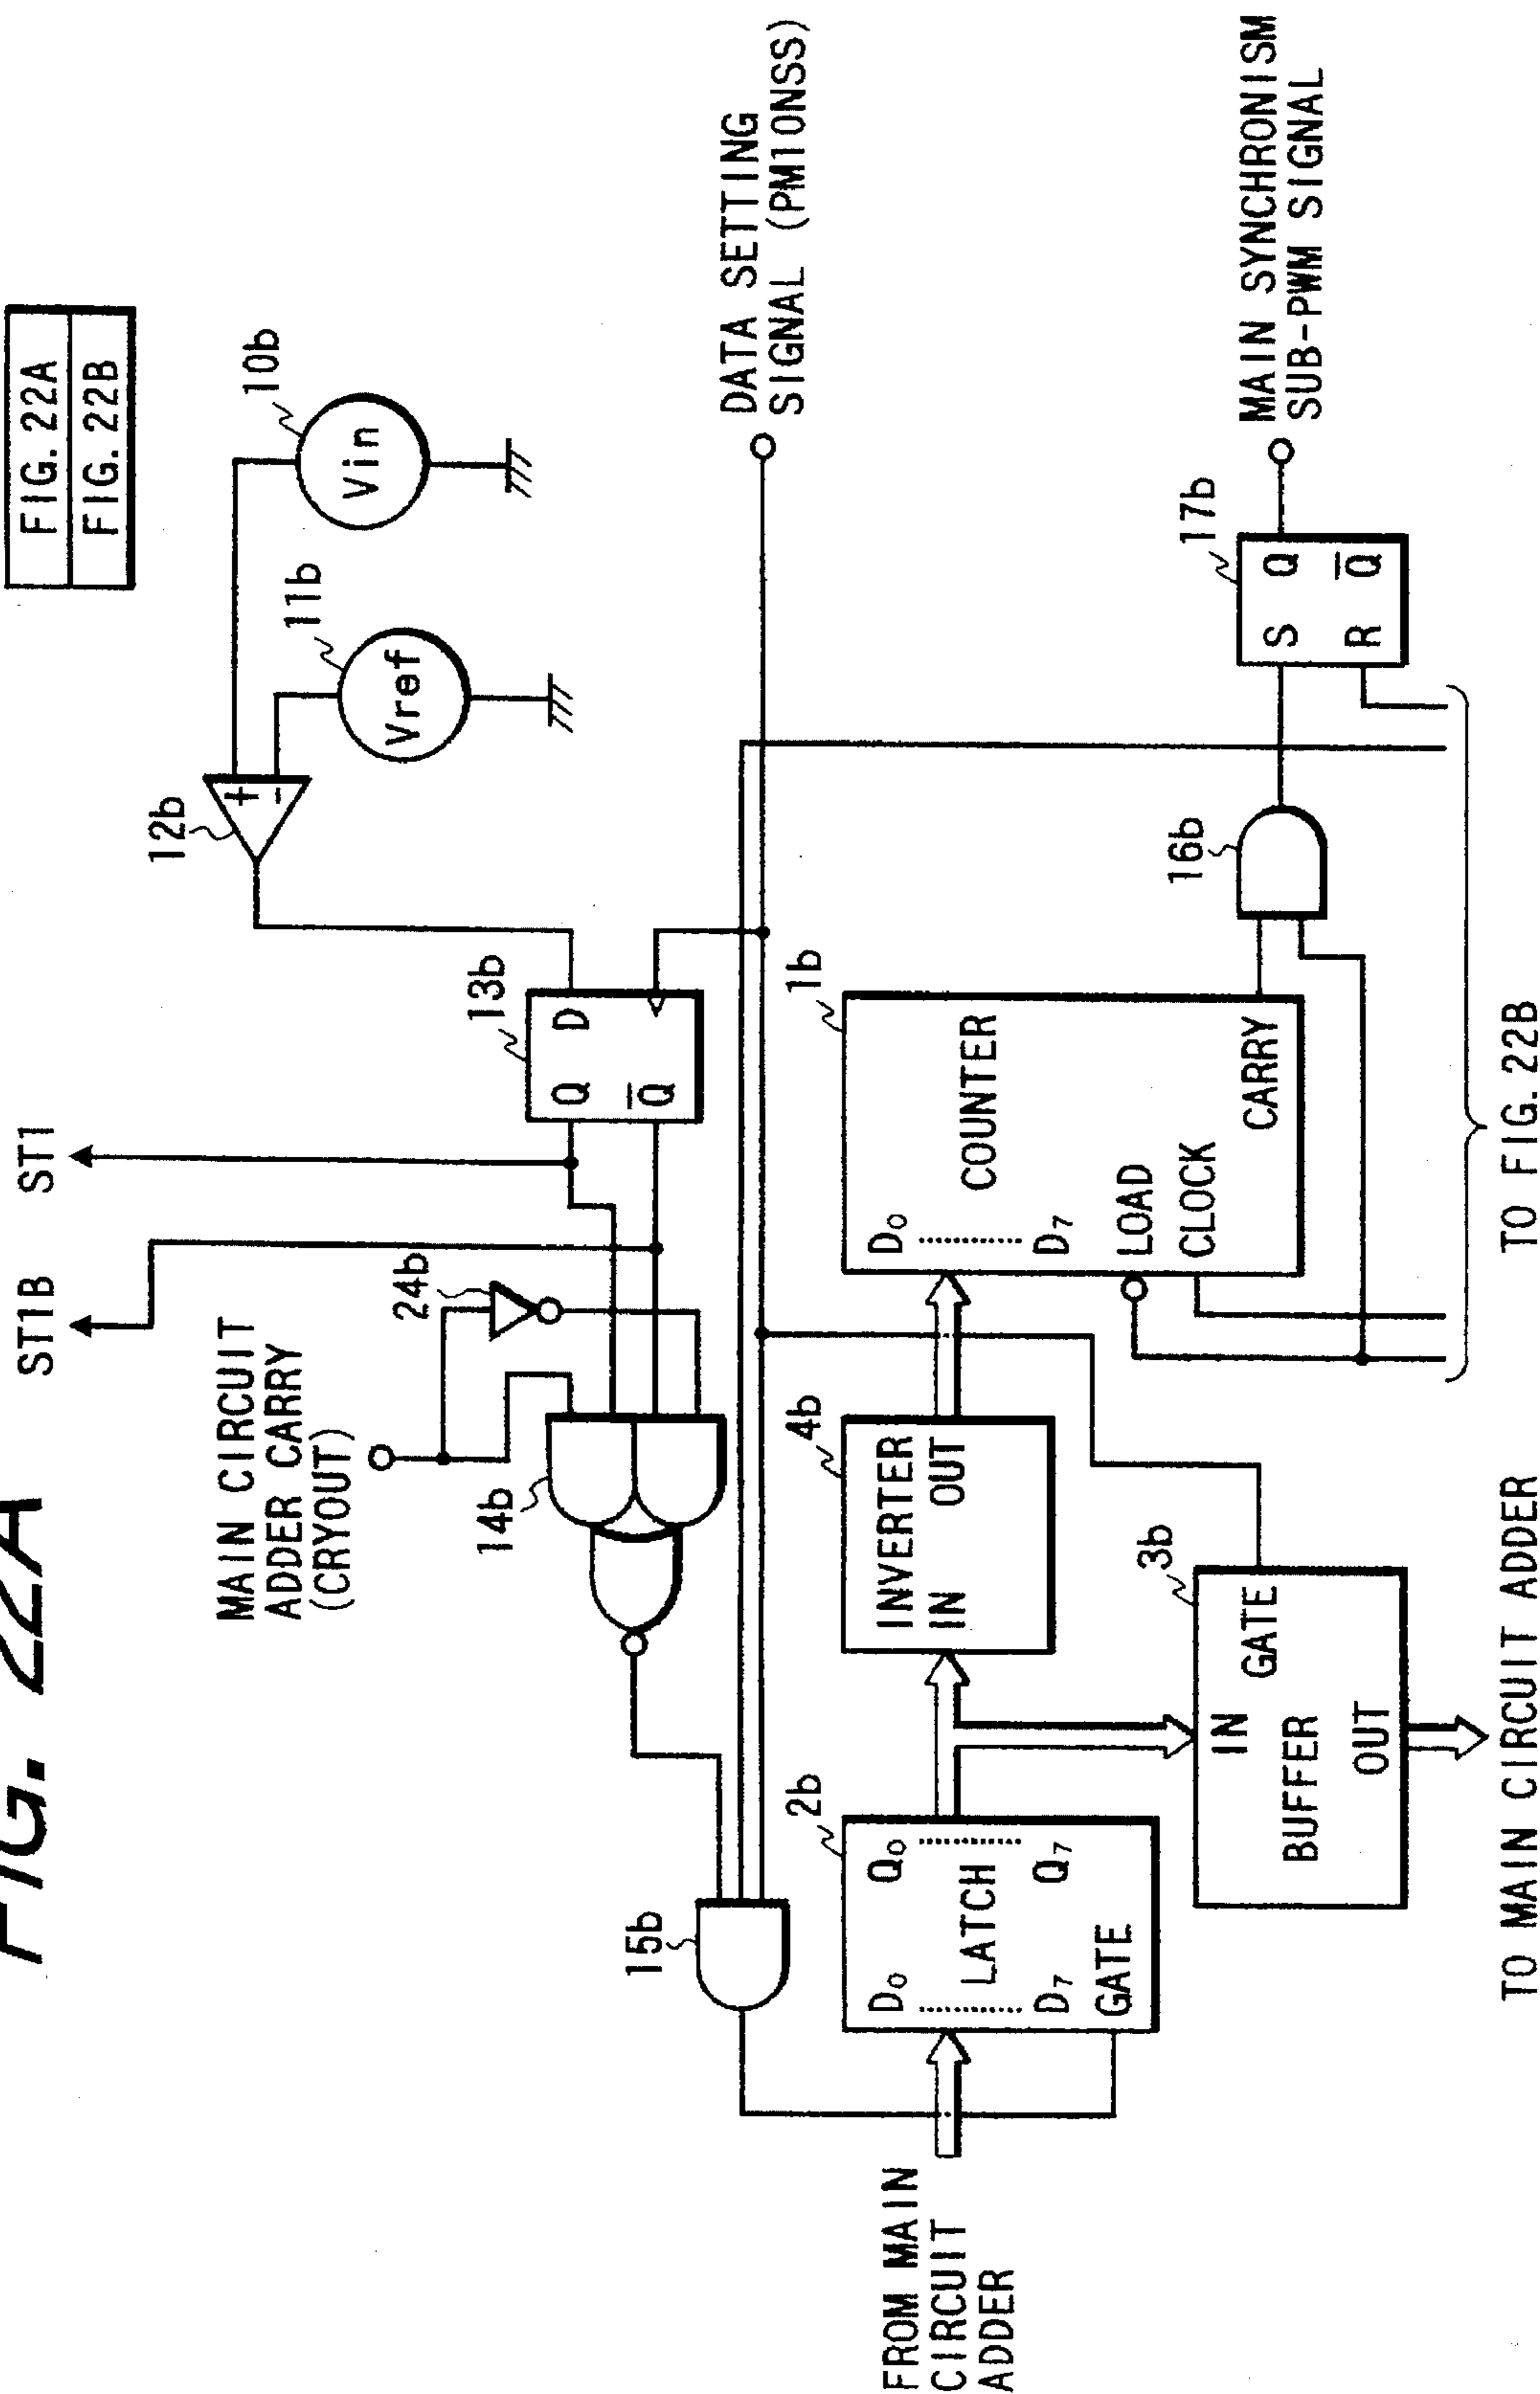 FIG. 22A
FIG. 22A
FIG. 22B
ST1B
ST1
MAIN CIRCUIT
ADDER CARRY
(CRYOUT)
24b
14b
15b
13b
Q
D
Q̅
12b
+
-
11b
Vref
10b
Vin
DATA SETTING
SIGNAL (PM10NSS)
FROM MAIN
CIRCUIT
ADDER
2b
D₀
Q₀
LATCH
D₇
Q₇
GATE
4b
INVERTER
IN
OUT
3b
IN
GATE
BUFFER
OUT
1b
D₀
COUNTER
D₇
LOAD
CLOCK
CARRY
16b
17b
S
Q
R
Q̅
MAIN SYNCHRONISM
SUB-PWM SIGNAL
TO MAIN CIRCUIT ADDER
TO FIG. 22B